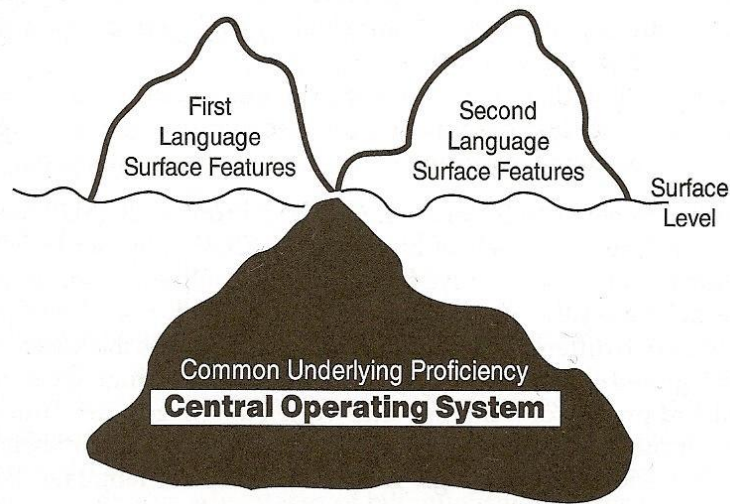 First
Language
Surface Features
Second
Language
Surface Features
Surface
Level
Common Underlying Proficiency
Central Operating System